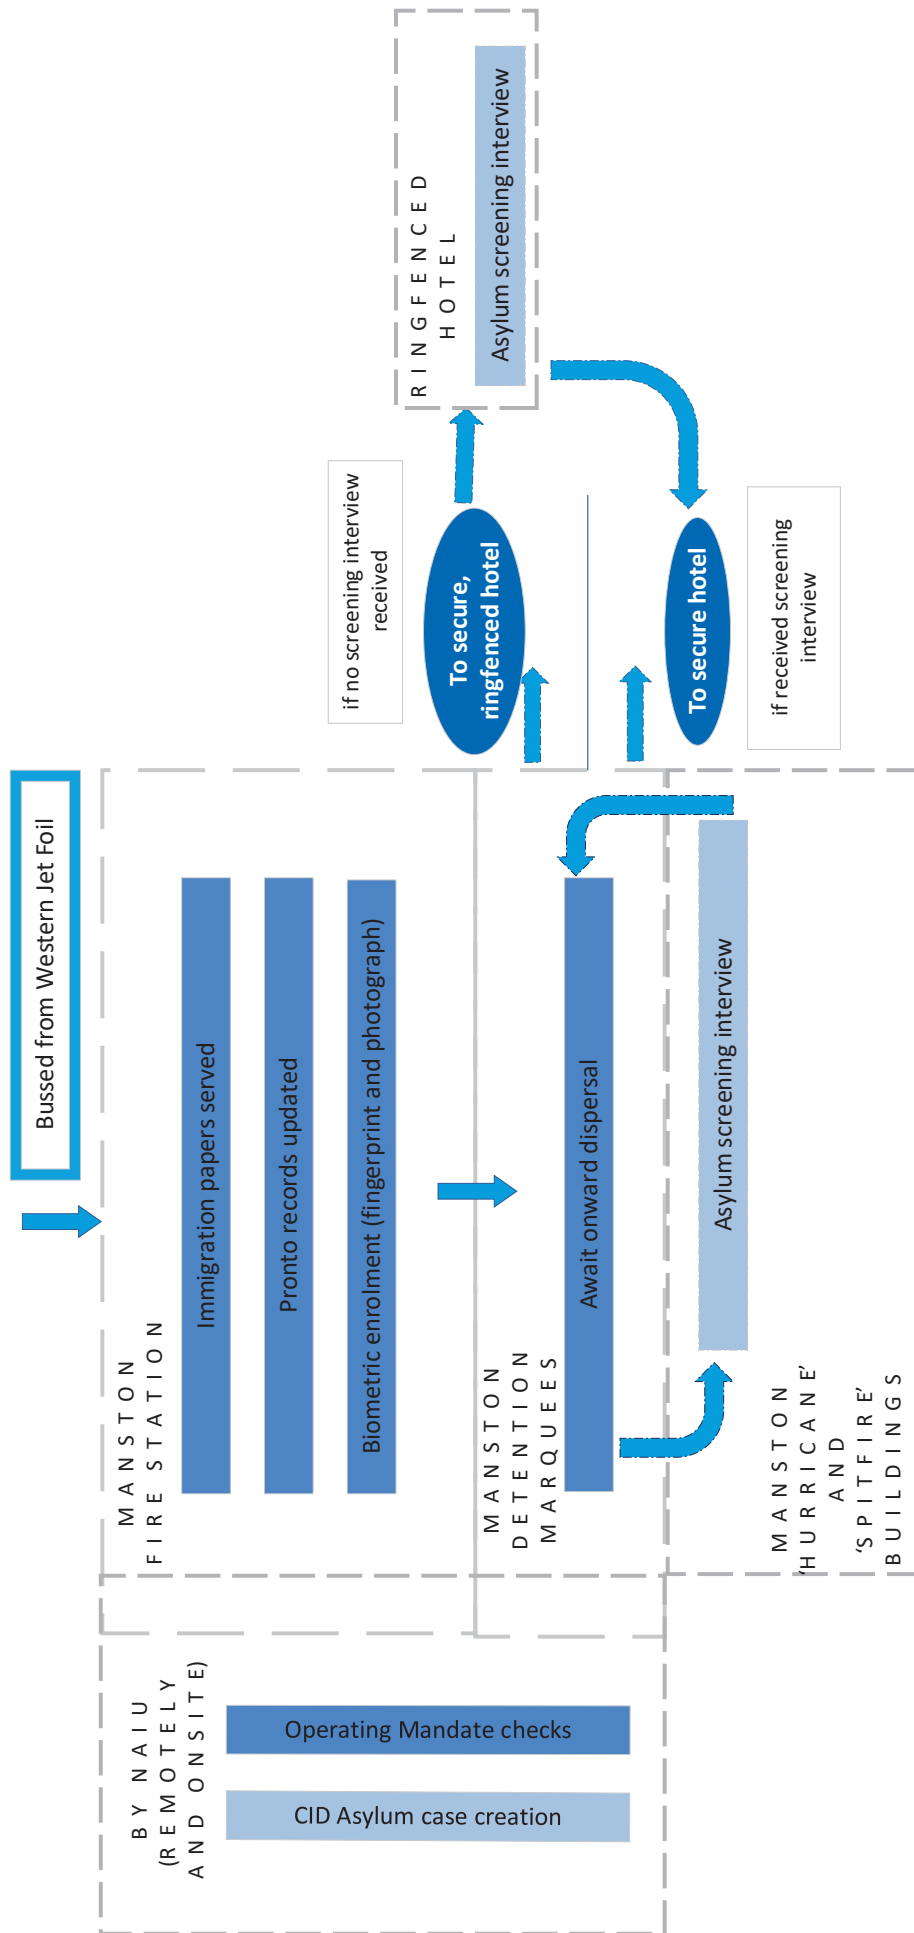 Bussed from Western Jet Foil
MANSTON
FIRE STATION
Immigration papers served
Pronto records updated
Biometric enrolment (fingerprint and photograph)
MANSTON
DETENTION
MARQUEES
Await onward dispersal
MANSTON
‘HURRICANE’
AND
‘SPITFIRE’
BUILDINGS
Asylum screening interview
BY NAIU
(REMOTELY
AND ONSITE)
Operating Mandate checks
CID Asylum case creation
if no screening interview
received
To secure,
ringfenced hotel
RINGFENCED
HOTEL
Asylum screening interview
To secure hotel
if received screening
interview